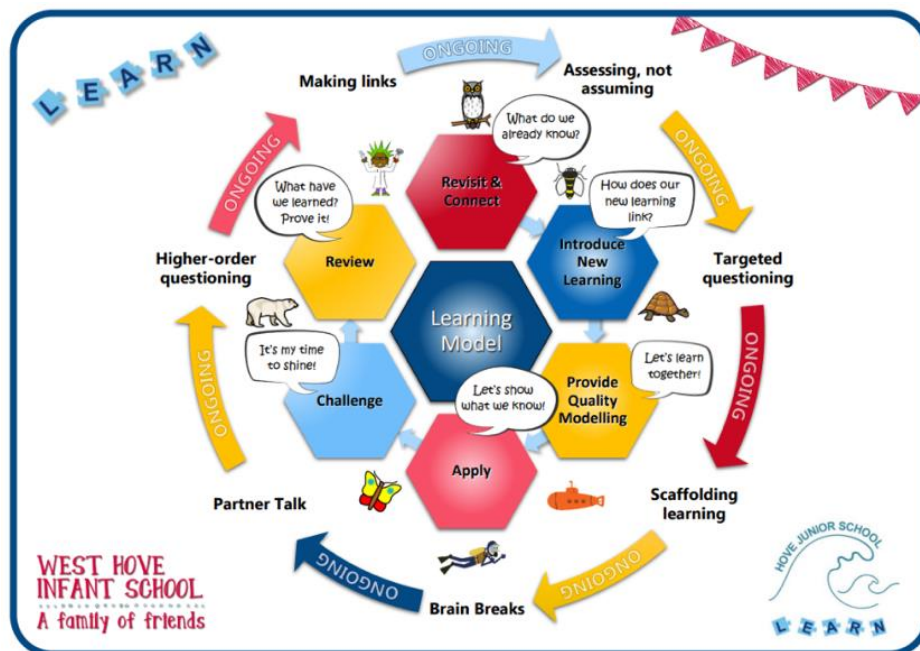 LEARN
ONGOING
Making links
Assessing, not
assuming
What do we
already know?
Revisit &
Connect
ONGOING
What have
we learned?
Prove it!
ONGOING
How does our
new learning
link?
Higher-order
questioning
Review
Introduce
New
Learning
Targeted
questioning
Learning
Model
It's my time
to shine!
Let's learn
together!
ONGOING
ONGOING
Challenge
Let's show
what we know!
Provide
Quality
Modelling
Apply
Partner Talk
Scaffolding
learning
ONGOING
ONGOING
Brain Breaks
WEST HOVE
INFANT SCHOOL
A family of friends
HOVE JUNIOR SCHOOL
LEARN